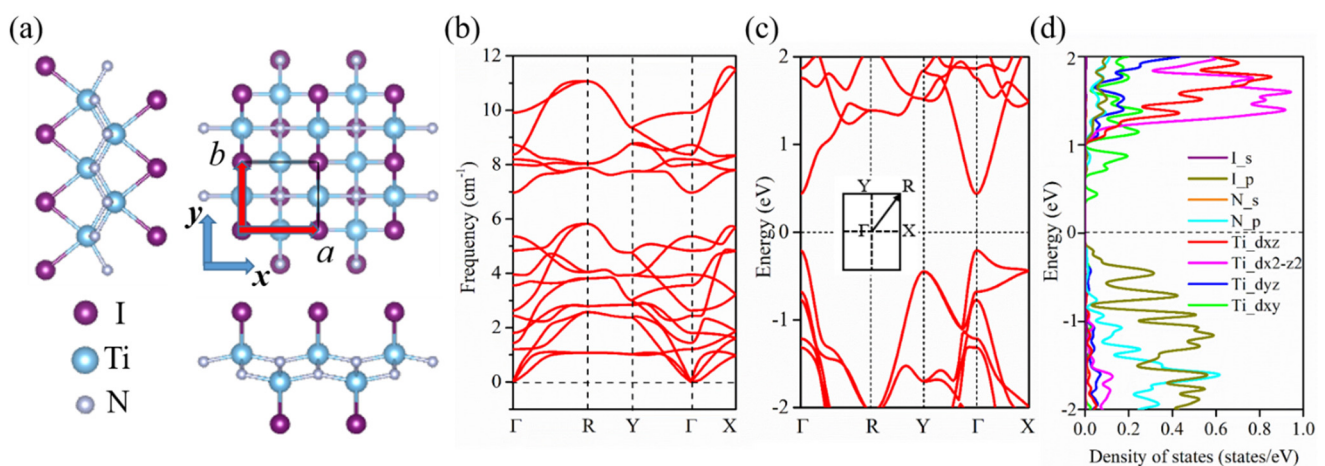 (a)
b
y
x
a
I
Ti
N
(b)
Frequency (cm⁻¹)
12
10
8
6
4
2
0
Γ R Y Γ X
(c)
Energy (eV)
2
1
0
-1
-2
Y R
Γ X
Γ R Y Γ X
(d)
Energy (eV)
2
1
0
-1
-2
I_s
I_p
N_s
N_p
Ti_dxz
Ti_dx2-z2
Ti_dyz
Ti_dxy
0.0 0.2 0.4 0.6 0.8 1.0
Density of states (states/eV)